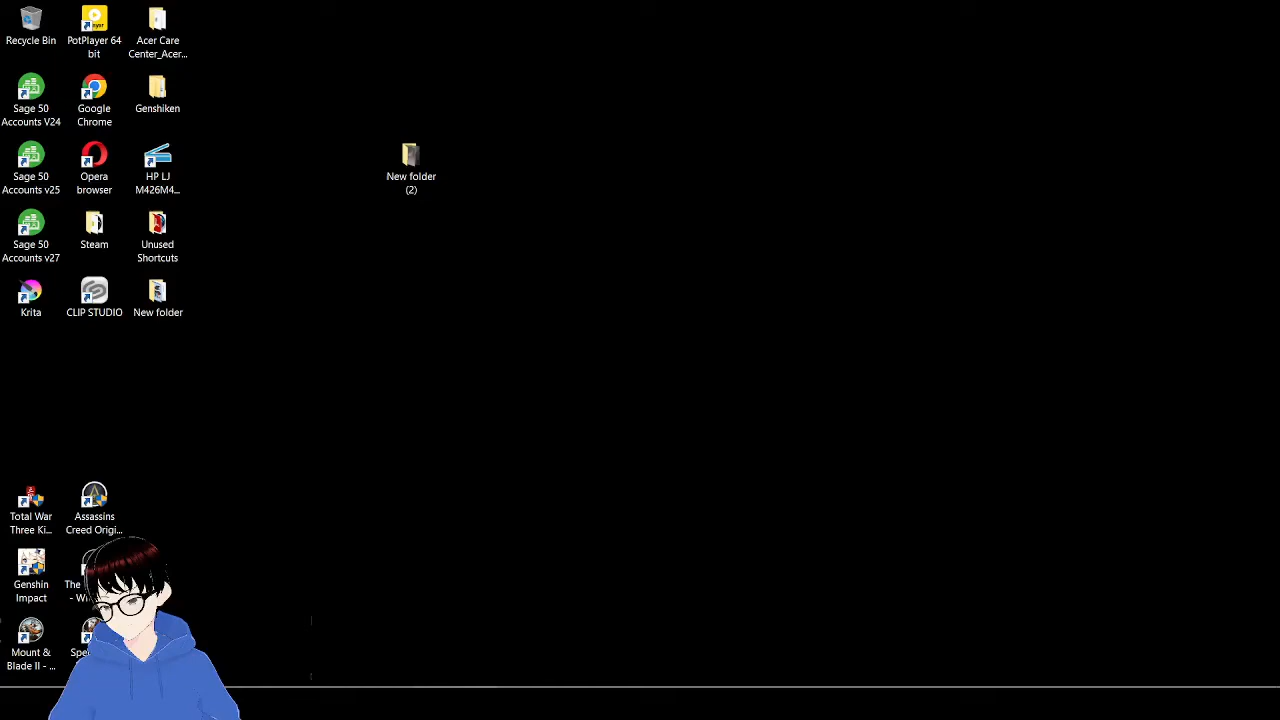 Recycle Bin
PotPlayer 64
bit
Acer Care
Center_Acer...
Sage 50
Accounts V24
Google
Chrome
Genshiken
Sage 50
Accounts v25
Opera
browser
HP LJ
M426M4...
New folder
(2)
Sage 50
Accounts v27
Steam
Unused
Shortcuts
Krita
CLIP STUDIO
New folder
Total War
Three Ki...
Assassins
Creed Origi...
Genshin
Impact
The
- Wi
Mount &
Blade II - ...